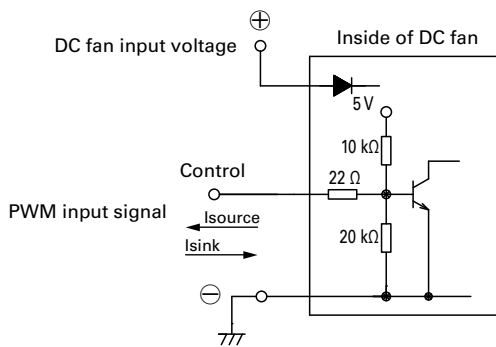 ⊕
DC fan input voltage
Inside of DC fan
5 V
10 kΩ
Control
22 Ω
PWM input signal
Isource
Isink
20 kΩ
⊖